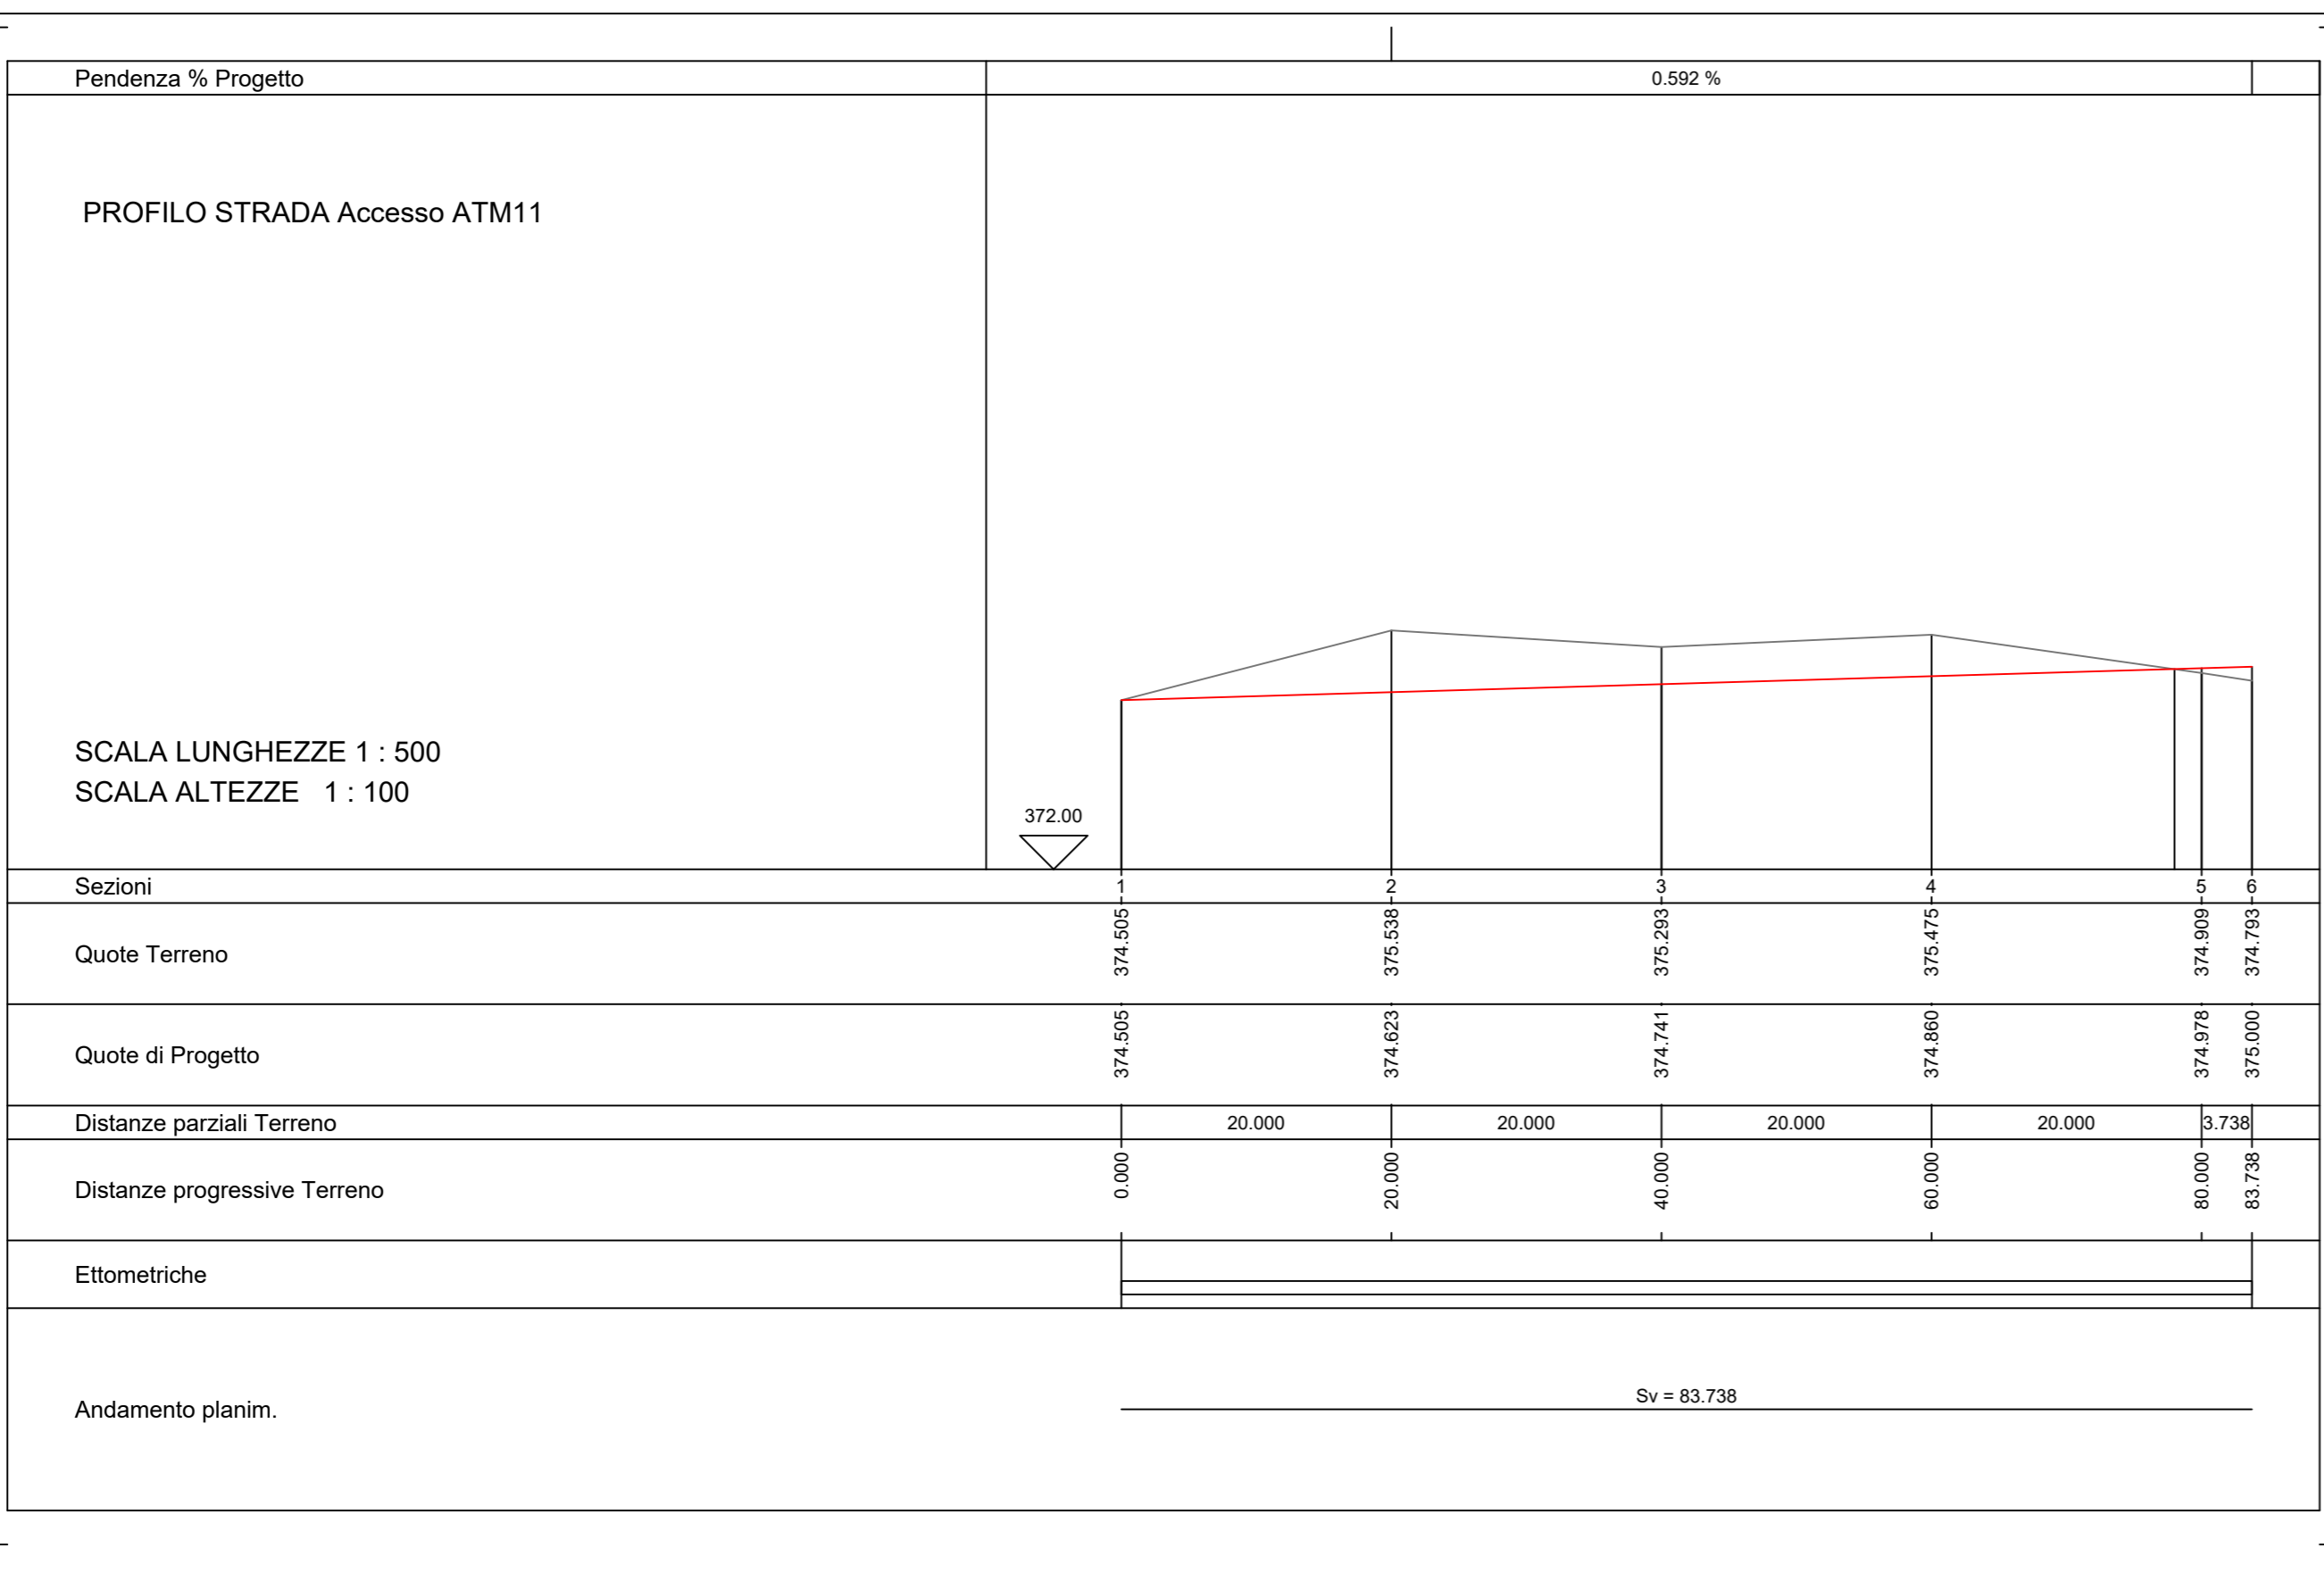 Pendenza % Progetto 0.592 %
PROFILO STRADA Accesso ATM11
SCALA LUNGHEZZE 1 : 500
SCALA ALTEZZE 1 : 100
372.00
Sezioni 1 2 3 4 5 6
Quote Terreno 374.505 375.538 375.293 375.475 374.909 374.793
Quote di Progetto 374.505 374.623 374.741 374.860 374.978 375.000
Distanze parziali Terreno 20.000 20.000 20.000 20.000 3.738
Distanze progressive Terreno 0.000 20.000 40.000 60.000 80.000 83.738
Ettometriche
Sv = 83.738
Andamento planim.